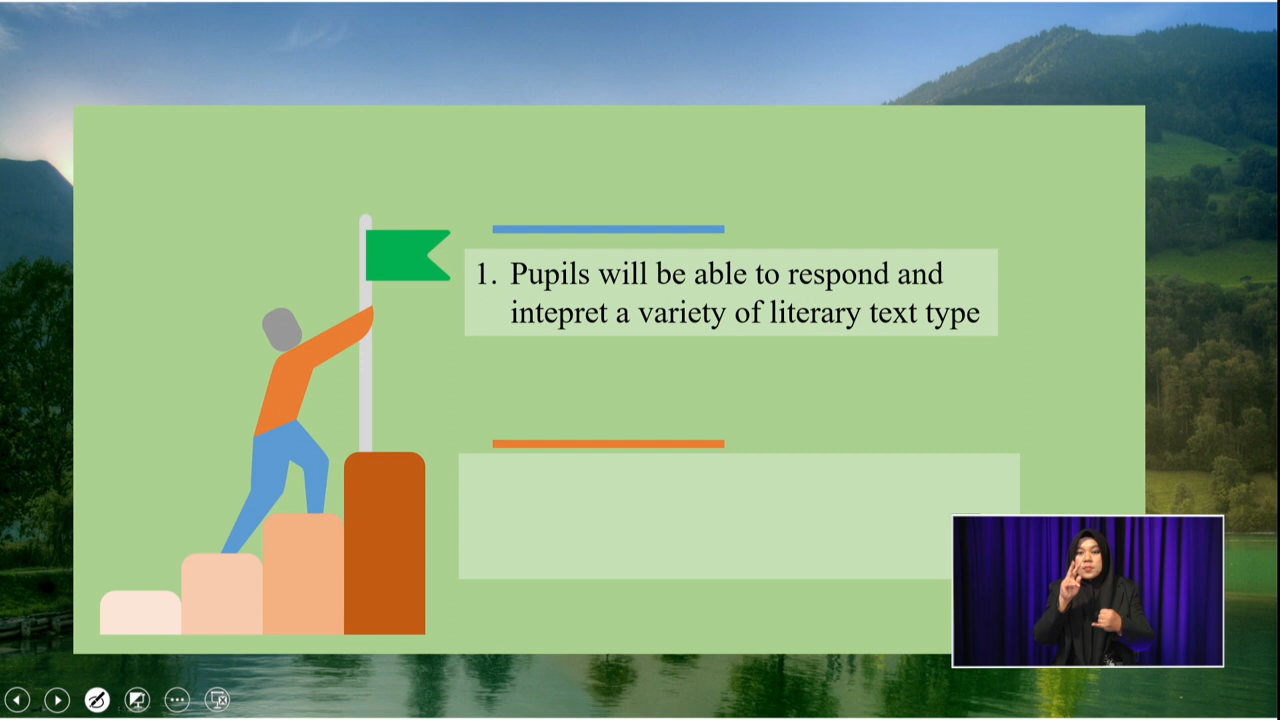 1. Pupils will be able to respond and
intepret a variety of literary text type